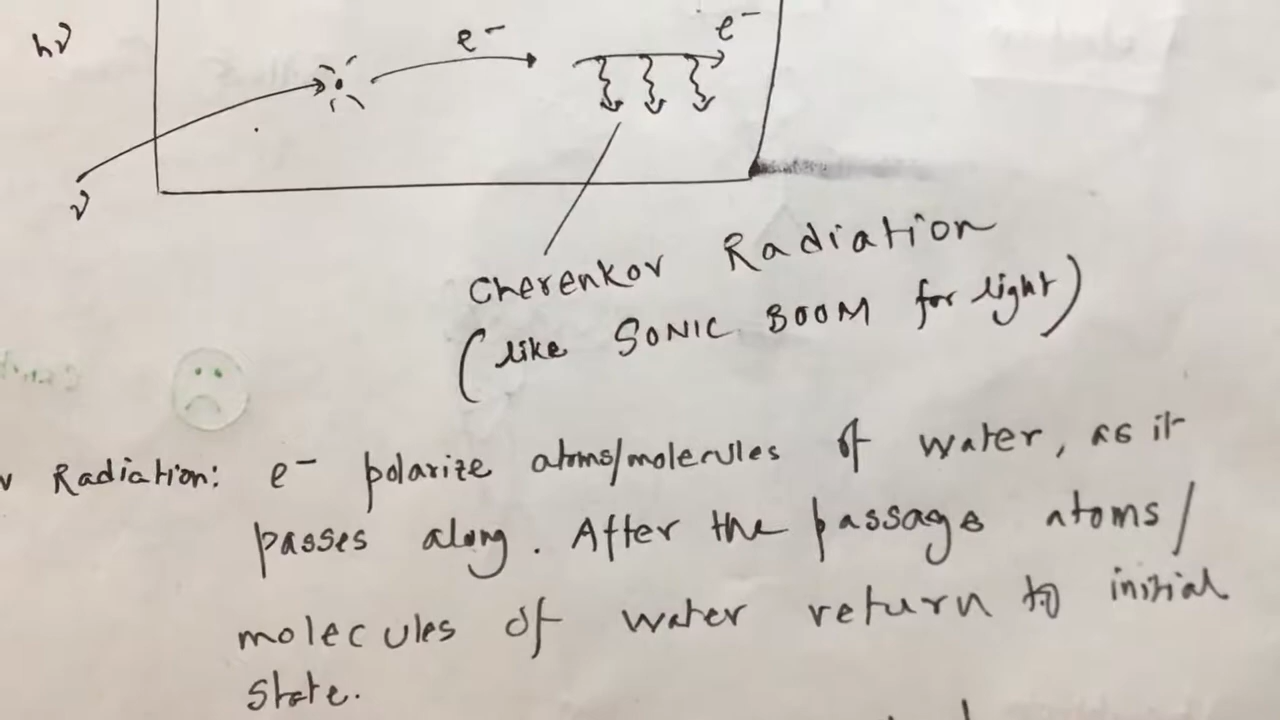 hν
e⁻
e⁻
ν
Cherenkov Radiation
(like SONIC BOOM for light)
Radiation: e⁻ polarize atoms/molecules of water, as it
passes along. After the passage atoms/
molecules of water return to initial
state.